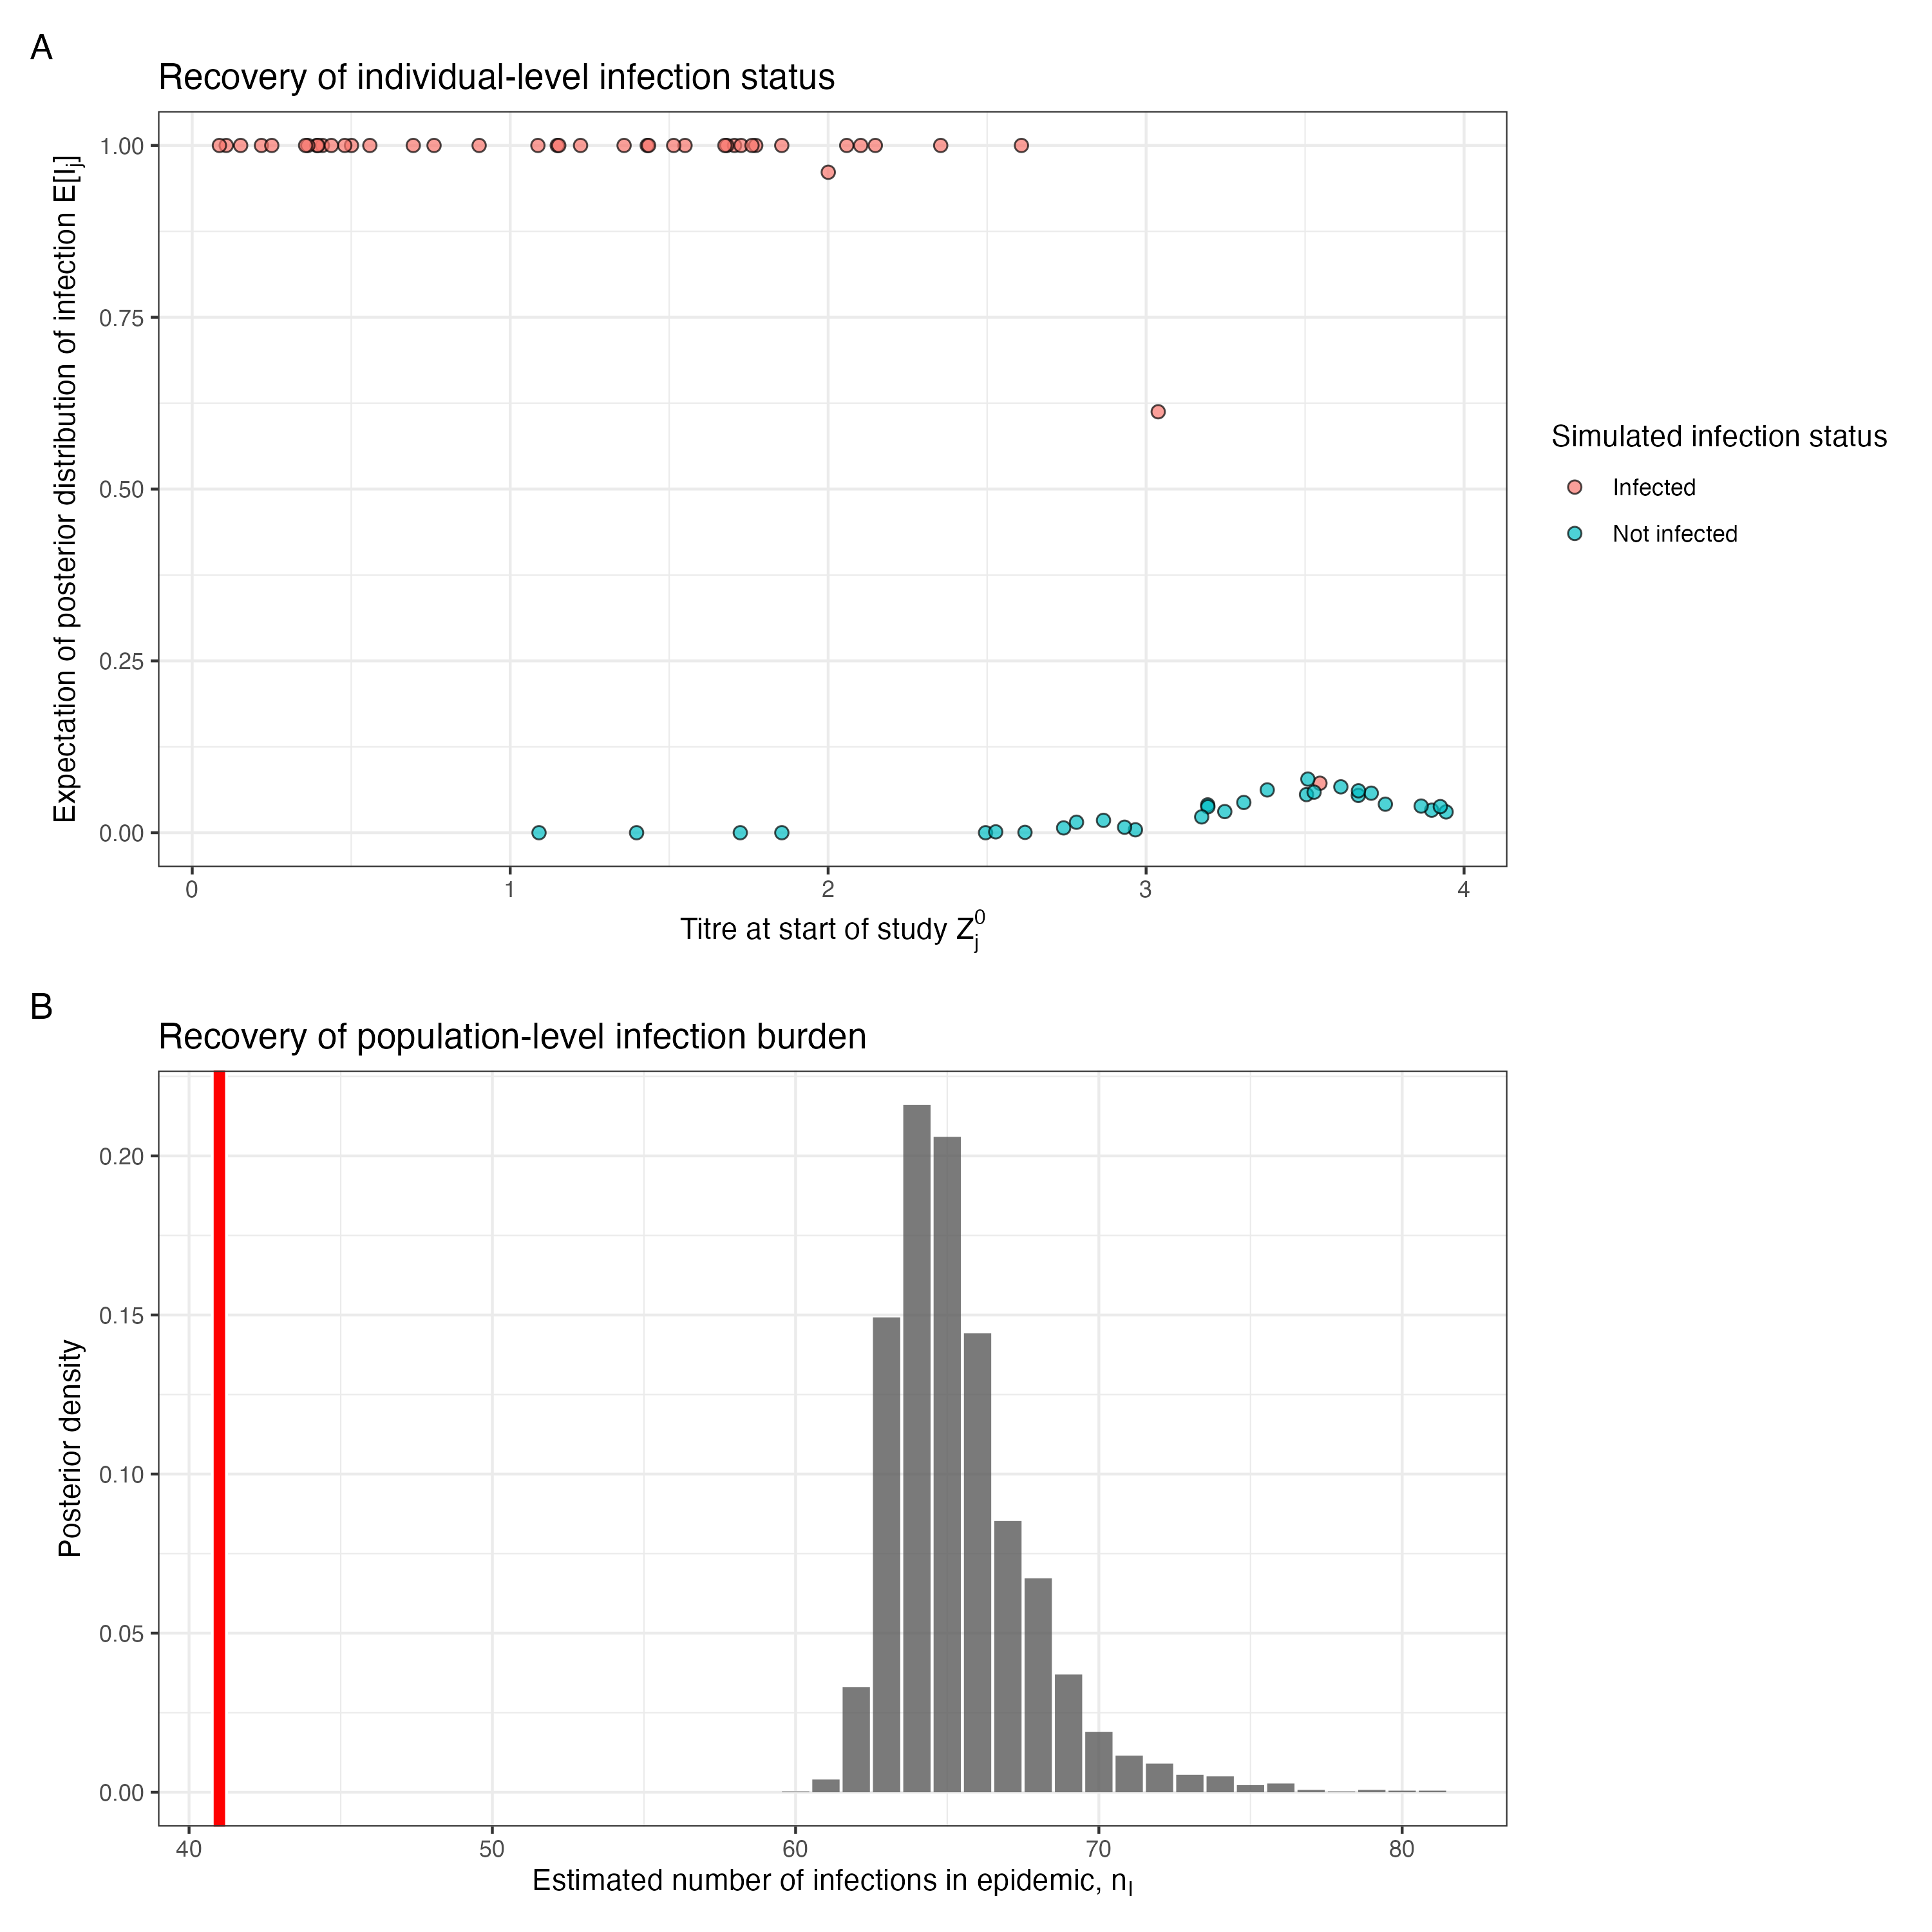 A
Recovery of individual-level infection status
Expectation of posterior distribution of infection E[Ij]
1.00
0.75
0.50
0.25
0.00
0 1 2 3 4
Titre at start of study Zj0
Simulated infection status
Infected
Not infected
B
Recovery of population-level infection burden
Posterior density
0.20
0.15
0.10
0.05
0.00
40 50 60 70 80
Estimated number of infections in epidemic, nI